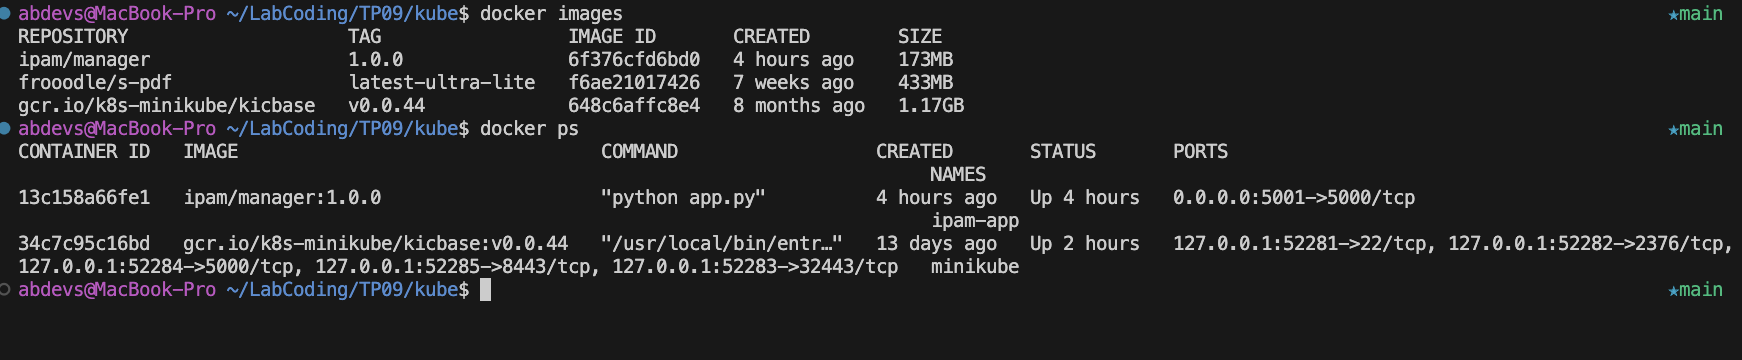 abdevs@MacBook-Pro ~/LabCoding/TP09/kube$ docker images ★main
REPOSITORY TAG IMAGE ID CREATED SIZE
ipam/manager 1.0.0 6f376cfd6bd0 4 hours ago 173MB
frooodle/s-pdf latest-ultra-lite f6ae21017426 7 weeks ago 433MB
gcr.io/k8s-minikube/kicbase v0.0.44 648c6affc8e4 8 months ago 1.17GB
abdevs@MacBook-Pro ~/LabCoding/TP09/kube$ docker ps ★main
CONTAINER ID IMAGE COMMAND CREATED STATUS PORTS
NAMES
13c158a66fe1 ipam/manager:1.0.0 "python app.py" 4 hours ago Up 4 hours 0.0.0.0:5001->5000/tcp
ipam-app
34c7c95c16bd gcr.io/k8s-minikube/kicbase:v0.0.44 "/usr/local/bin/entr…" 13 days ago Up 2 hours 127.0.0.1:52281->22/tcp, 127.0.0.1:52282->2376/tcp,
127.0.0.1:52284->5000/tcp, 127.0.0.1:52285->8443/tcp, 127.0.0.1:52283->32443/tcp minikube
abdevs@MacBook-Pro ~/LabCoding/TP09/kube$ ★main